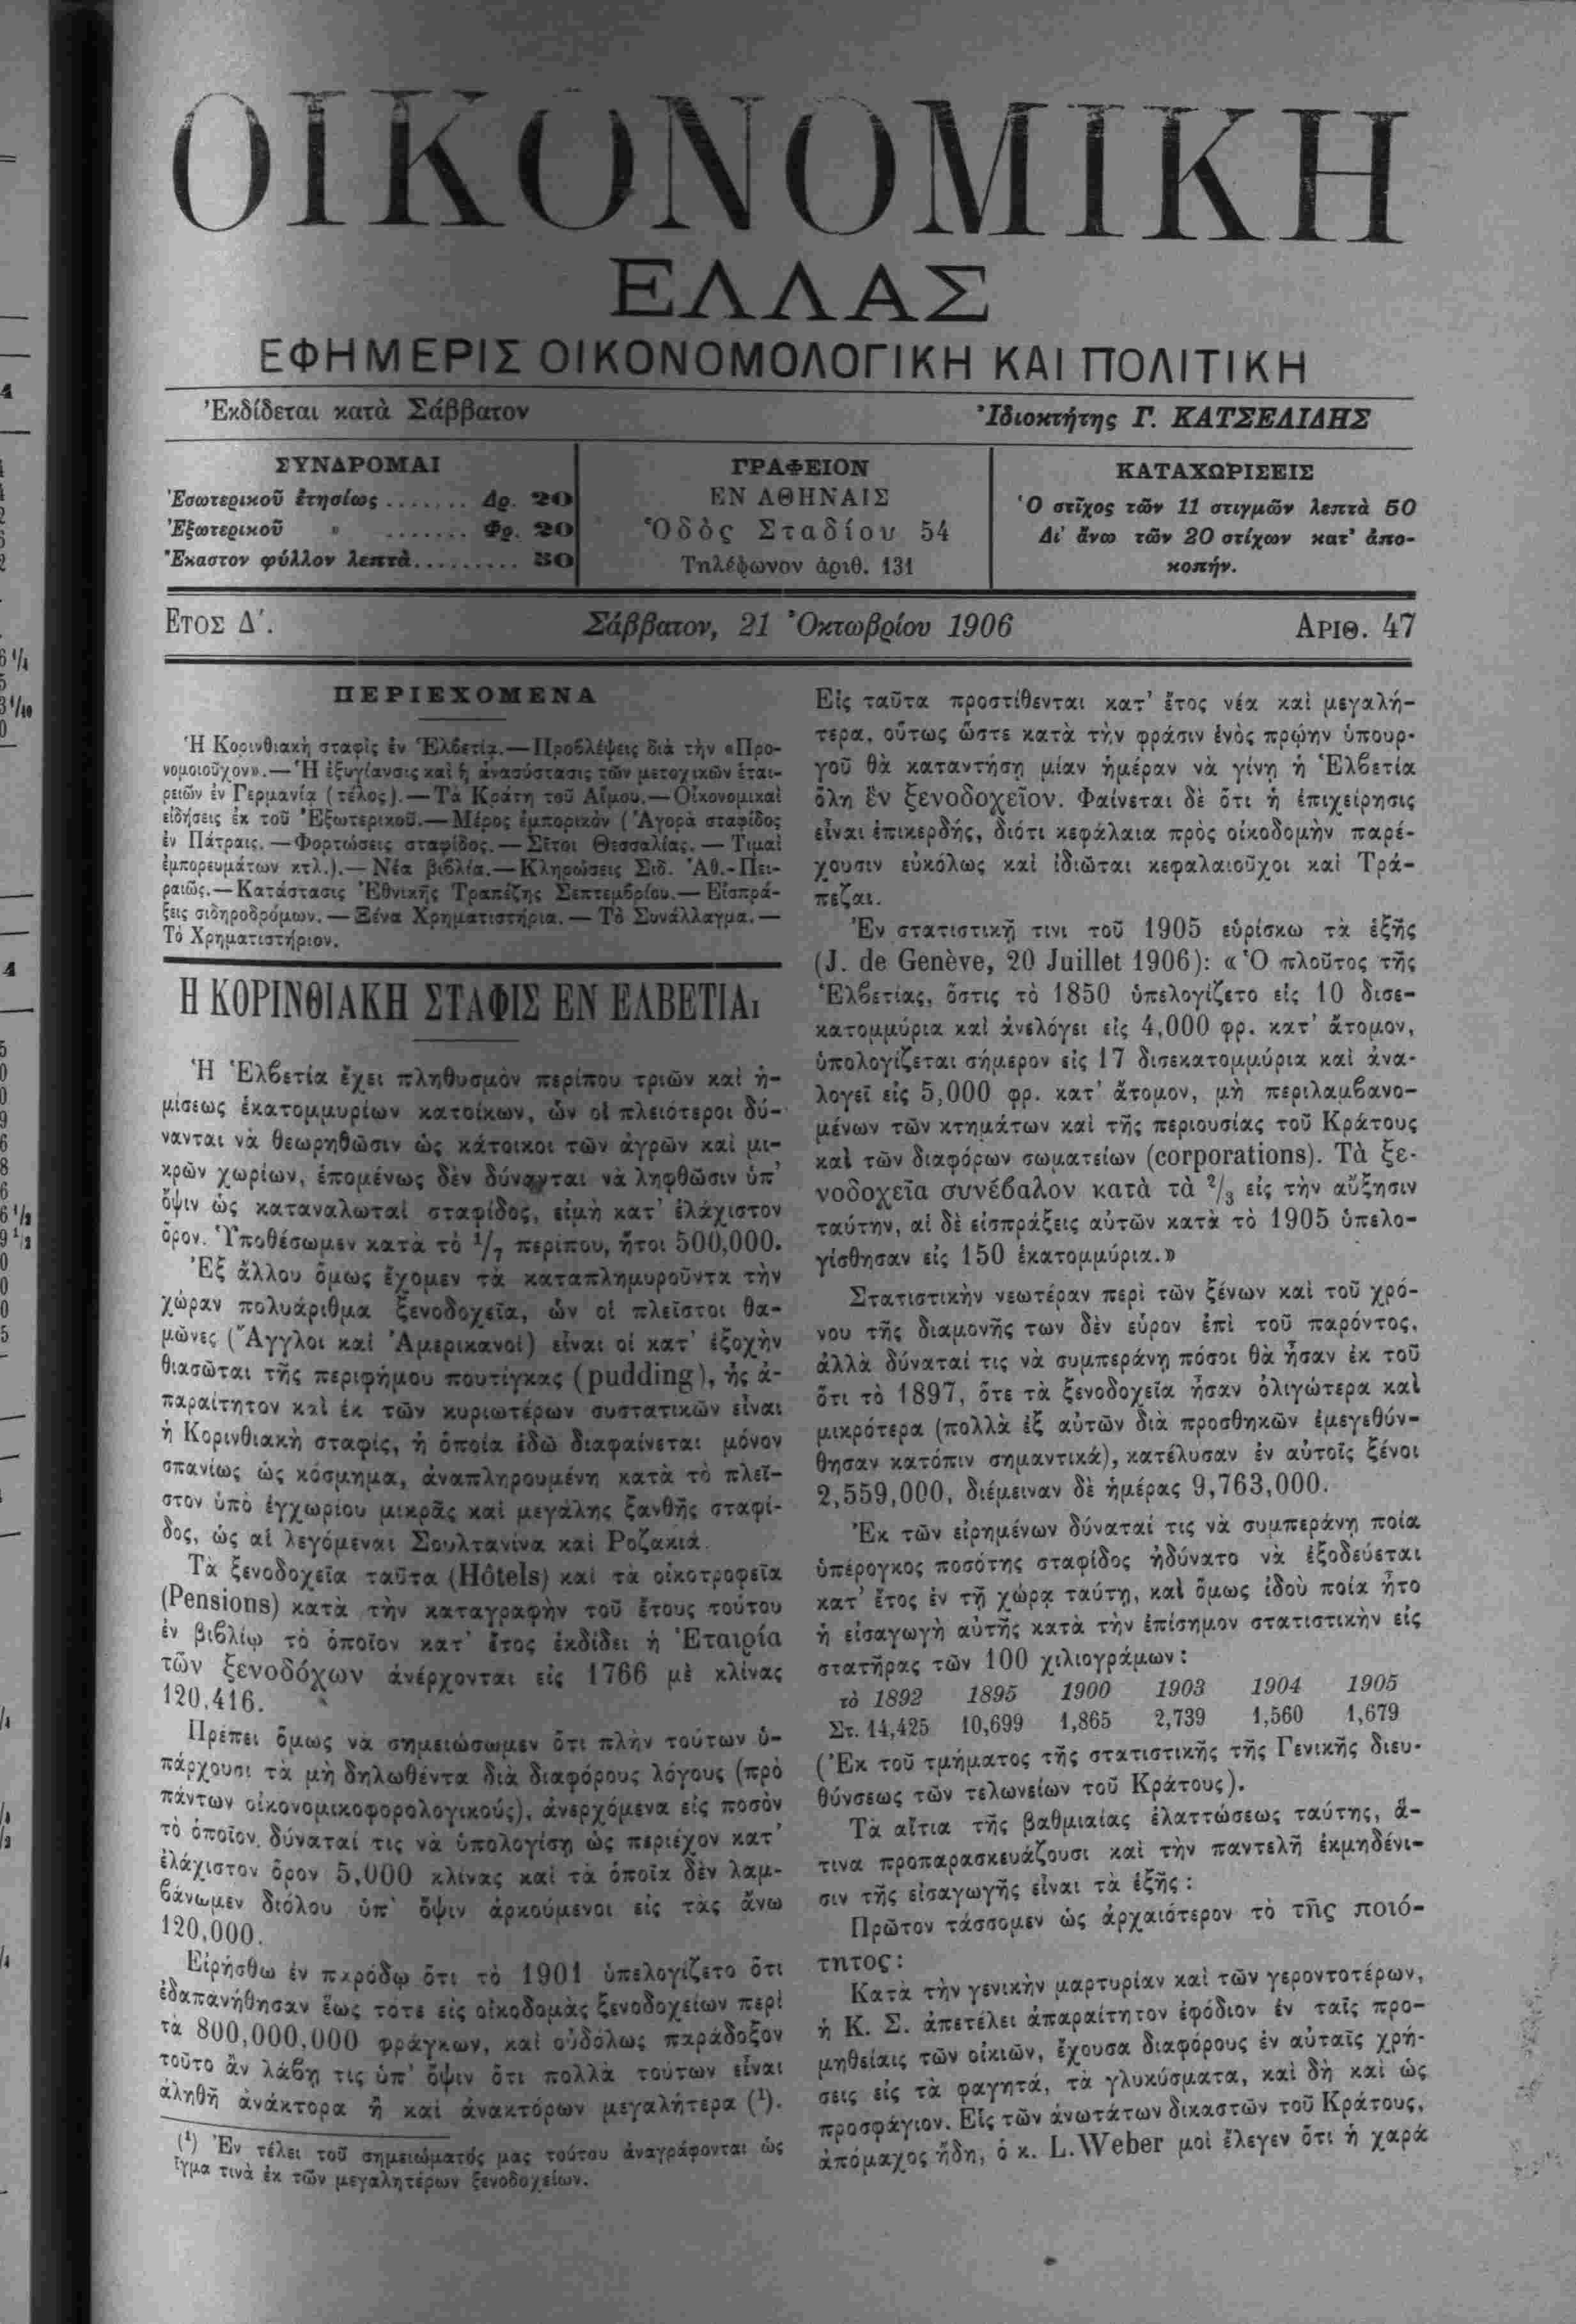 ΟΙΚΟΝΟΜΙΚΗ
ΕΛΛΑΣ
ΕΦΗΜΕΡΙΣ ΟΙΚΟΝΟΜΟΛΟΓΙΚΗ ΚΑΙ ΠΟΛΙΤΙΚΗ
Ἐκδίδεται κατὰ Σάββατον
Ἰδιοκτήτης Γ. ΚΑΤΣΕΛΙΔΗΣ
ΣΥΝΔΡΟΜΑΙ
Ἐσωτερικοῦ ἐτησίως ....... Δρ. 20
Ἐξωτερικοῦ » ....... Φρ. 20
Ἕκαστον φύλλον λεπτὰ......... 50
ΓΡΑΦΕΙΟΝ
ΕΝ ΑΘΗΝΑΙΣ
Ὁδὸς Σταδίου 54
Τηλέφωνον ἀριθ. 131
ΚΑΤΑΧΩΡΙΣΕΙΣ
Ὁ στίχος τῶν 11 στιγμῶν λεπτὰ 50
Δι' ἄνω τῶν 20 στίχων κατ' ἀπο-
κοπήν.
ΕΤΟΣ Δ'.
Σάββατον, 21 Ὀκτωβρίου 1906
ΑΡΙΘ. 47
ΠΕΡΙΕΧΟΜΕΝΑ
Ἡ Κορινθιακὴ σταφὶς ἐν Ἑλβετίᾳ.—Προβλέψεις διὰ τὴν «Προ-
νομοιοῦχον».—Ἡ ἐξυγίανσις καὶ ἡ ἀνασύστασις τῶν μετοχικῶν ἑται-
ρειῶν ἐν Γερμανίᾳ (τέλος).—Τὰ Κράτη τοῦ Αἵμου.—Οἰκονομικαὶ
εἰδήσεις ἐκ τοῦ Ἐξωτερικοῦ.—Μέρος ἐμπορικόν (Ἀγορὰ σταφίδος
ἐν Πάτραις.—Φορτώσεις σταφίδος.—Σῖτοι Θεσσαλίας.— Τιμαὶ
ἐμπορευμάτων κτλ.).—Νέα βιβλία.—Κληρώσεις Σιδ. Ἀθ.-Πει-
ραιῶς.—Κατάστασις Ἐθνικῆς Τραπέζης Σεπτεμβρίου.— Εἰσπρά-
ξεις σιδηροδρόμων.—Ξένα Χρηματιστήρια.—Τὸ Συνάλλαγμα.—
Τὸ Χρηματιστήριον.
Η ΚΟΡΙΝΘΙΑΚΗ ΣΤΑΦΙΣ ΕΝ ΕΛΒΕΤΙΑι
Ἡ Ἑλβετία ἔχει πληθυσμὸν περίπου τριῶν καὶ ἡ-
μίσεως ἑκατομμυρίων κατοίκων, ὧν οἱ πλειότεροι δύ-
νανται νὰ θεωρηθῶσιν ὡς κάτοικοι τῶν ἀγρῶν καὶ μι-
κρῶν χωρίων, ἑπομένως δὲν δύνανται νὰ ληφθῶσιν ὑπ'
ὄψιν ὡς καταναλωταὶ σταφίδος, εἰμὴ κατ' ἐλάχιστον
ὅρον. Ὑποθέσωμεν κατὰ τὸ 1/7 περίπου, ἤτοι 500,000.
Ἐξ ἄλλου ὅμως ἔχομεν τὰ καταπλημυροῦντα τὴν
χώραν πολυάριθμα ξενοδοχεῖα, ὧν οἱ πλεῖστοι θα-
μῶνες (Ἄγγλοι καὶ Ἀμερικανοὶ) εἶναι οἱ κατ' ἐξοχὴν
θιασῶται τῆς περιφήμου πουτίγκας (pudding), ἧς ἀ-
παραίτητον καὶ ἐκ τῶν κυριωτέρων συστατικῶν εἶναι
ἡ Κορινθιακὴ σταφίς, ἡ ὁποία ἐδῶ διαφαίνεται μόνον
σπανίως ὡς κόσμημα, ἀναπληρουμένη κατὰ τὸ πλεῖ-
στον ὑπὸ ἐγχωρίου μικρᾶς καὶ μεγάλης ξανθῆς σταφί-
δος, ὡς αἱ λεγόμεναι Σουλτανίνα καὶ Ροζακιά.
Τὰ ξενοδοχεῖα ταῦτα (Hôtels) καὶ τὰ οἰκοτροφεῖα
(Pensions) κατὰ τὴν καταγραφὴν τοῦ ἔτους τούτου
ἐν βιβλίῳ τὸ ὁποῖον κατ' ἔτος ἐκδίδει ἡ Ἑταιρία
τῶν ξενοδόχων ἀνέρχονται εἰς 1766 μὲ κλίνας
120,416.
Πρέπει ὅμως νὰ σημειώσωμεν ὅτι πλὴν τούτων ὑ-
πάρχουσι τὰ μὴ δηλωθέντα διὰ διαφόρους λόγους (πρὸ
πάντων οἰκονομικοφορολογικούς), ἀνερχόμενα εἰς ποσὸν
τὸ ὁποῖον δύναταί τις νὰ ὑπολογίσῃ ὡς περιέχον κατ'
ἐλάχιστον ὅρον 5,000 κλίνας καὶ τὰ ὁποῖα δὲν λαμ-
βάνωμεν διόλου ὑπ' ὄψιν ἀρκούμενοι εἰς τὰς ἄνω
120,000.
Εἰρήσθω ἐν παρόδῳ ὅτι τὸ 1901 ὑπελογίζετο ὅτι
ἐδαπανήθησαν ἕως τότε εἰς οἰκοδομὰς ξενοδοχείων περὶ
τὰ 800,000,000 φράγκων, καὶ οὐδόλως παράδοξον
τοῦτο ἂν λάβῃ τις ὑπ' ὄψιν ὅτι πολλὰ τούτων εἶναι
ἀληθῆ ἀνάκτορα ἢ καὶ ἀνακτόρων μεγαλήτερα (1).
(1) Ἐν τέλει τοῦ σημειώματός μας τούτου ἀναγράφονται ὡς
ῖγμα τινὰ ἐκ τῶν μεγαλητέρων ξενοδοχείων.
Εἰς ταῦτα προστίθενται κατ' ἔτος νέα καὶ μεγαλή-
τερα, οὕτως ὥστε κατὰ τὴν φράσιν ἑνὸς πρῴην ὑπουρ-
γοῦ θὰ καταντήσῃ μίαν ἡμέραν νὰ γίνῃ ἡ Ἑλβετία
ὅλη ἓν ξενοδοχεῖον. Φαίνεται δὲ ὅτι ἡ ἐπιχείρησις
εἶναι ἐπικερδής, διότι κεφάλαια πρὸς οἰκοδομὴν παρέ-
χουσιν εὐκόλως καὶ ἰδιῶται κεφαλαιοῦχοι καὶ Τρά-
πεζαι.
Ἐν στατιστικῇ τινι τοῦ 1905 εὑρίσκω τὰ ἑξῆς
(J. de Genève, 20 Juillet 1906): «Ὁ πλοῦτος τῆς
Ἑλβετίας, ὅστις τὸ 1850 ὑπελογίζετο εἰς 10 δισε-
κατομμύρια καὶ ἀνελόγει εἰς 4,000 φρ. κατ' ἄτομον,
ὑπολογίζεται σήμερον εἰς 17 δισεκατομμύρια καὶ ἀνα-
λογεῖ εἰς 5,000 φρ. κατ' ἄτομον, μὴ περιλαμβανο-
μένων τῶν κτημάτων καὶ τῆς περιουσίας τοῦ Κράτους
καὶ τῶν διαφόρων σωματείων (corporations). Τὰ ξε-
νοδοχεῖα συνέβαλον κατὰ τὰ 2/3 εἰς τὴν αὔξησιν
ταύτην, αἱ δὲ εἰσπράξεις αὐτῶν κατὰ τὸ 1905 ὑπελο-
γίσθησαν εἰς 150 ἑκατομμύρια.»
Στατιστικὴν νεωτέραν περὶ τῶν ξένων καὶ τοῦ χρό-
νου τῆς διαμονῆς των δὲν εὗρον ἐπὶ τοῦ παρόντος,
ἀλλὰ δύναταί τις νὰ συμπεράνῃ πόσοι θὰ ἦσαν ἐκ τοῦ
ὅτι τὸ 1897, ὅτε τὰ ξενοδοχεῖα ἦσαν ὀλιγώτερα καὶ
μικρότερα (πολλὰ ἐξ αὐτῶν διὰ προσθηκῶν ἐμεγεθύν-
θησαν κατόπιν σημαντικά), κατέλυσαν ἐν αὐτοῖς ξένοι
2,559,000, διέμειναν δὲ ἡμέρας 9,763,000.
Ἐκ τῶν εἰρημένων δύναταί τις νὰ συμπεράνῃ ποία
ὑπέρογκος ποσότης σταφίδος ἠδύνατο νὰ ἐξοδεύεται
κατ' ἔτος ἐν τῇ χώρᾳ ταύτῃ, καὶ ὅμως ἰδοὺ ποία ἦτο
ἡ εἰσαγωγὴ αὐτῆς κατὰ τὴν ἐπίσημον στατιστικὴν εἰς
στατῆρας τῶν 100 χιλιογράμων:
τὸ 1892 1895 1900 1903 1904 1905
Στ. 14,425 10,699 1,865 2,739 1,560 1,679
(Ἐκ τοῦ τμήματος τῆς στατιστικῆς τῆς Γενικῆς διευ-
θύνσεως τῶν τελωνείων τοῦ Κράτους).
Τὰ αἴτια τῆς βαθμιαίας ἐλαττώσεως ταύτης, ἅ-
τινα προπαρασκευάζουσι καὶ τὴν παντελῆ ἐκμηδένι-
σιν τῆς εἰσαγωγῆς εἶναι τὰ ἑξῆς:
Πρῶτον τάσσομεν ὡς ἀρχαιότερον τὸ τῆς ποιό-
τητος:
Κατὰ τὴν γενικὴν μαρτυρίαν καὶ τῶν γεροντοτέρων,
ἡ Κ. Σ. ἀπετέλει ἀπαραίτητον ἐφόδιον ἐν ταῖς προ-
μηθείαις τῶν οἰκιῶν, ἔχουσα διαφόρους ἐν αὐταῖς χρή-
σεις εἰς τὰ φαγητά, τὰ γλυκύσματα, καὶ δὴ καὶ ὡς
προσφάγιον. Εἷς τῶν ἀνωτάτων δικαστῶν τοῦ Κράτους,
ἀπόμαχος ἤδη, ὁ κ. L.Weber μοὶ ἔλεγεν ὅτι ἡ χαρὰ